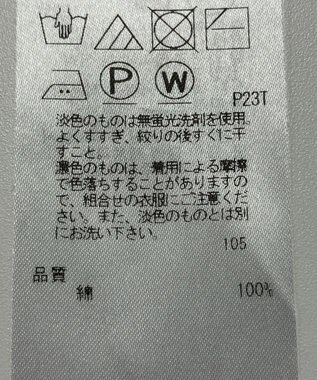 P W
P23T
淡色のものは無蛍光洗剤を使用。
よくすすぎ、絞りの後すぐに干
すこと。
濃色のものは、着用による摩擦
で色落ちすることがありますの
で、組合せの衣服にご注意くだ
さい。また、淡色のものとは別
にお洗い下さい。
105
品質
綿 100%